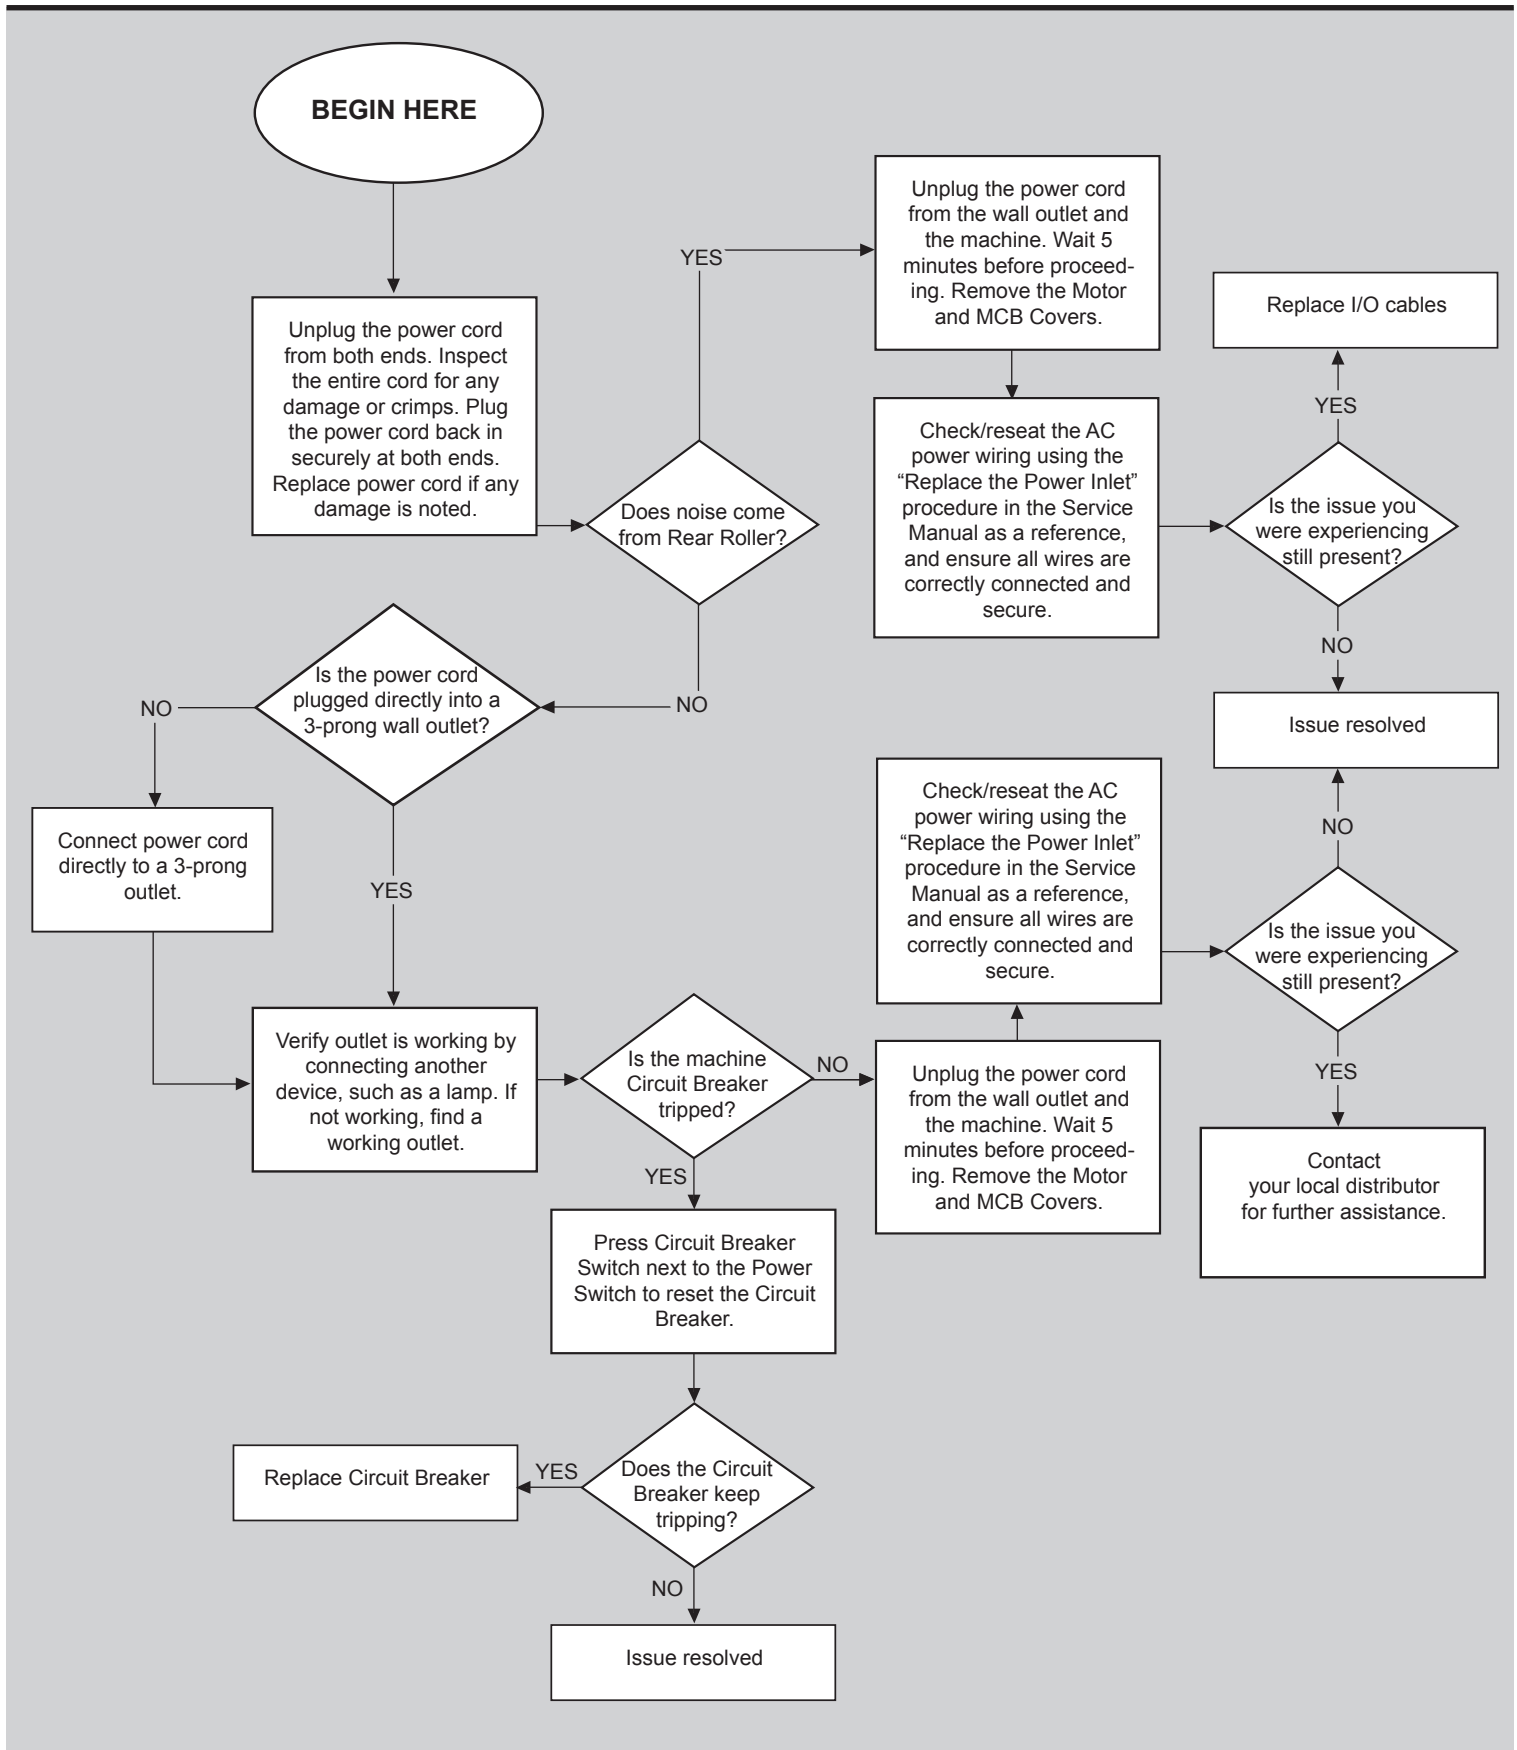 BEGIN HERE
Unplug the power cord
from both ends. Inspect
the entire cord for any
damage or crimps. Plug
the power cord back in
securely at both ends.
Replace power cord if any
damage is noted.
Does noise come
from Rear Roller?
YES
Unplug the power cord
from the wall outlet and
the machine. Wait 5
minutes before proceed-
ing. Remove the Motor
and MCB Covers.
Check/reseat the AC
power wiring using the
“Replace the Power Inlet”
procedure in the Service
Manual as a reference,
and ensure all wires are
correctly connected and
secure.
Is the issue you
were experiencing
still present?
YES
Replace I/O cables
NO
Issue resolved
NO
Is the power cord
plugged directly into a
3-prong wall outlet?
NO
Connect power cord
directly to a 3-prong
outlet.
YES
Verify outlet is working by
connecting another
device, such as a lamp. If
not working, find a
working outlet.
Is the machine
Circuit Breaker
tripped?
NO
Unplug the power cord
from the wall outlet and
the machine. Wait 5
minutes before proceed-
ing. Remove the Motor
and MCB Covers.
Check/reseat the AC
power wiring using the
“Replace the Power Inlet”
procedure in the Service
Manual as a reference,
and ensure all wires are
correctly connected and
secure.
Is the issue you
were experiencing
still present?
NO
YES
Contact
your local distributor
for further assistance.
YES
Press Circuit Breaker
Switch next to the Power
Switch to reset the Circuit
Breaker.
Does the Circuit
Breaker keep
tripping?
YES
Replace Circuit Breaker
NO
Issue resolved